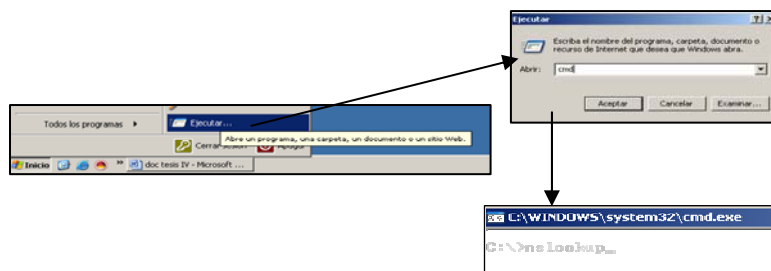 Ejecutar
Escriba el nombre del programa, carpeta, documento o
recurso de Internet que desea que Windows abra.
Abrir: cmd
Aceptar Cancelar Examinar...
Todos los programas
Ejecutar...
Abre un programa, una carpeta, un documento o un sitio Web.
Cerrar sesión Apagar
Inicio » doc tesis IV - Microsoft ...
C:\WINDOWS\system32\cmd.exe
C:\>nslookup_